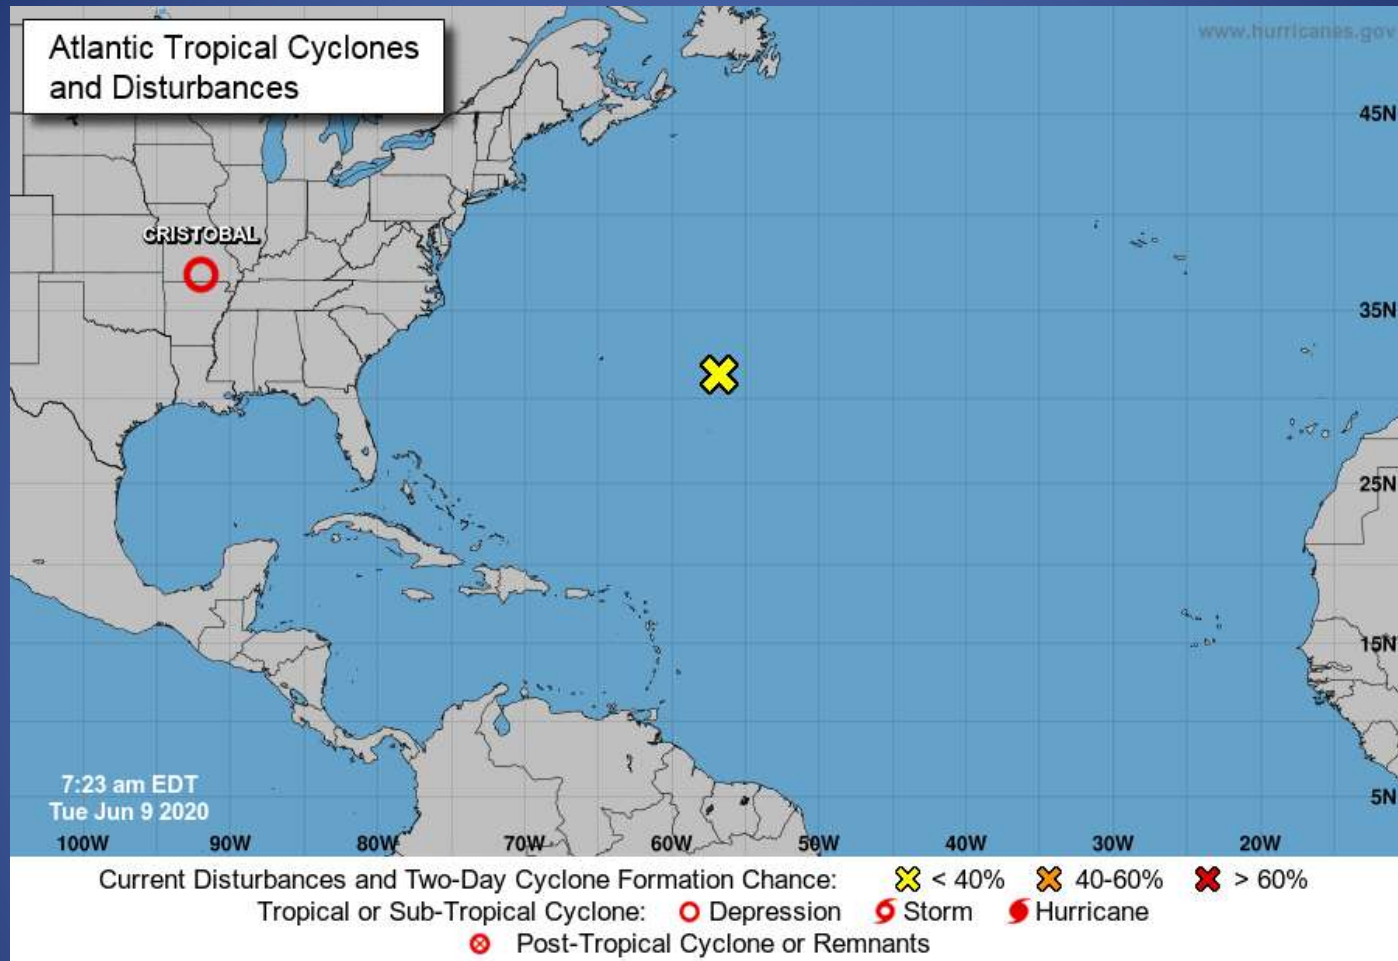 Atlantic Tropical Cyclones
and Disturbances
www.hurricanes.gov
45N
CRISTOBAL
35N
25N
15N
7:23 am EDT
Tue Jun 9 2020
5N
100W 90W 80W 70W 60W 50W 40W 30W 20W
Current Disturbances and Two-Day Cyclone Formation Chance: < 40% 40-60% > 60%
Tropical or Sub-Tropical Cyclone: Depression Storm Hurricane
Post-Tropical Cyclone or Remnants